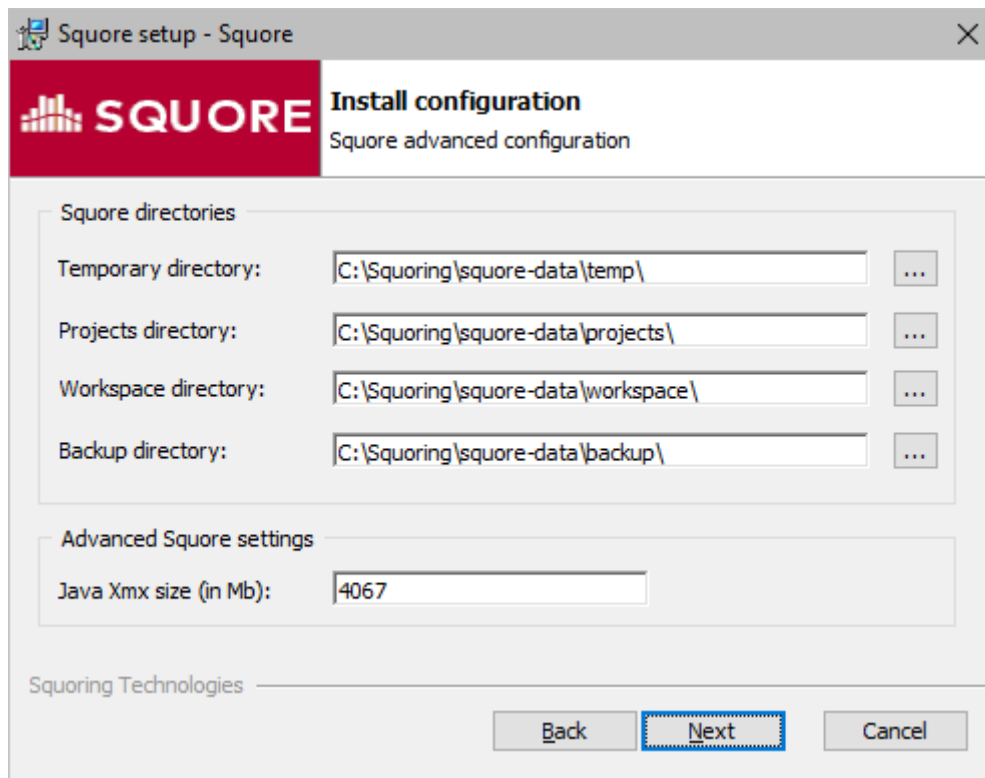 Squore setup - Squore
SQUORE
Install configuration
Squore advanced configuration
Squore directories
Temporary directory: C:\Squoring\squore-data\temp\ ...
Projects directory: C:\Squoring\squore-data\projects\ ...
Workspace directory: C:\Squoring\squore-data\workspace\ ...
Backup directory: C:\Squoring\squore-data\backup\ ...
Advanced Squore settings
Java Xmx size (in Mb): 4067
Squoring Technologies
Back Next Cancel